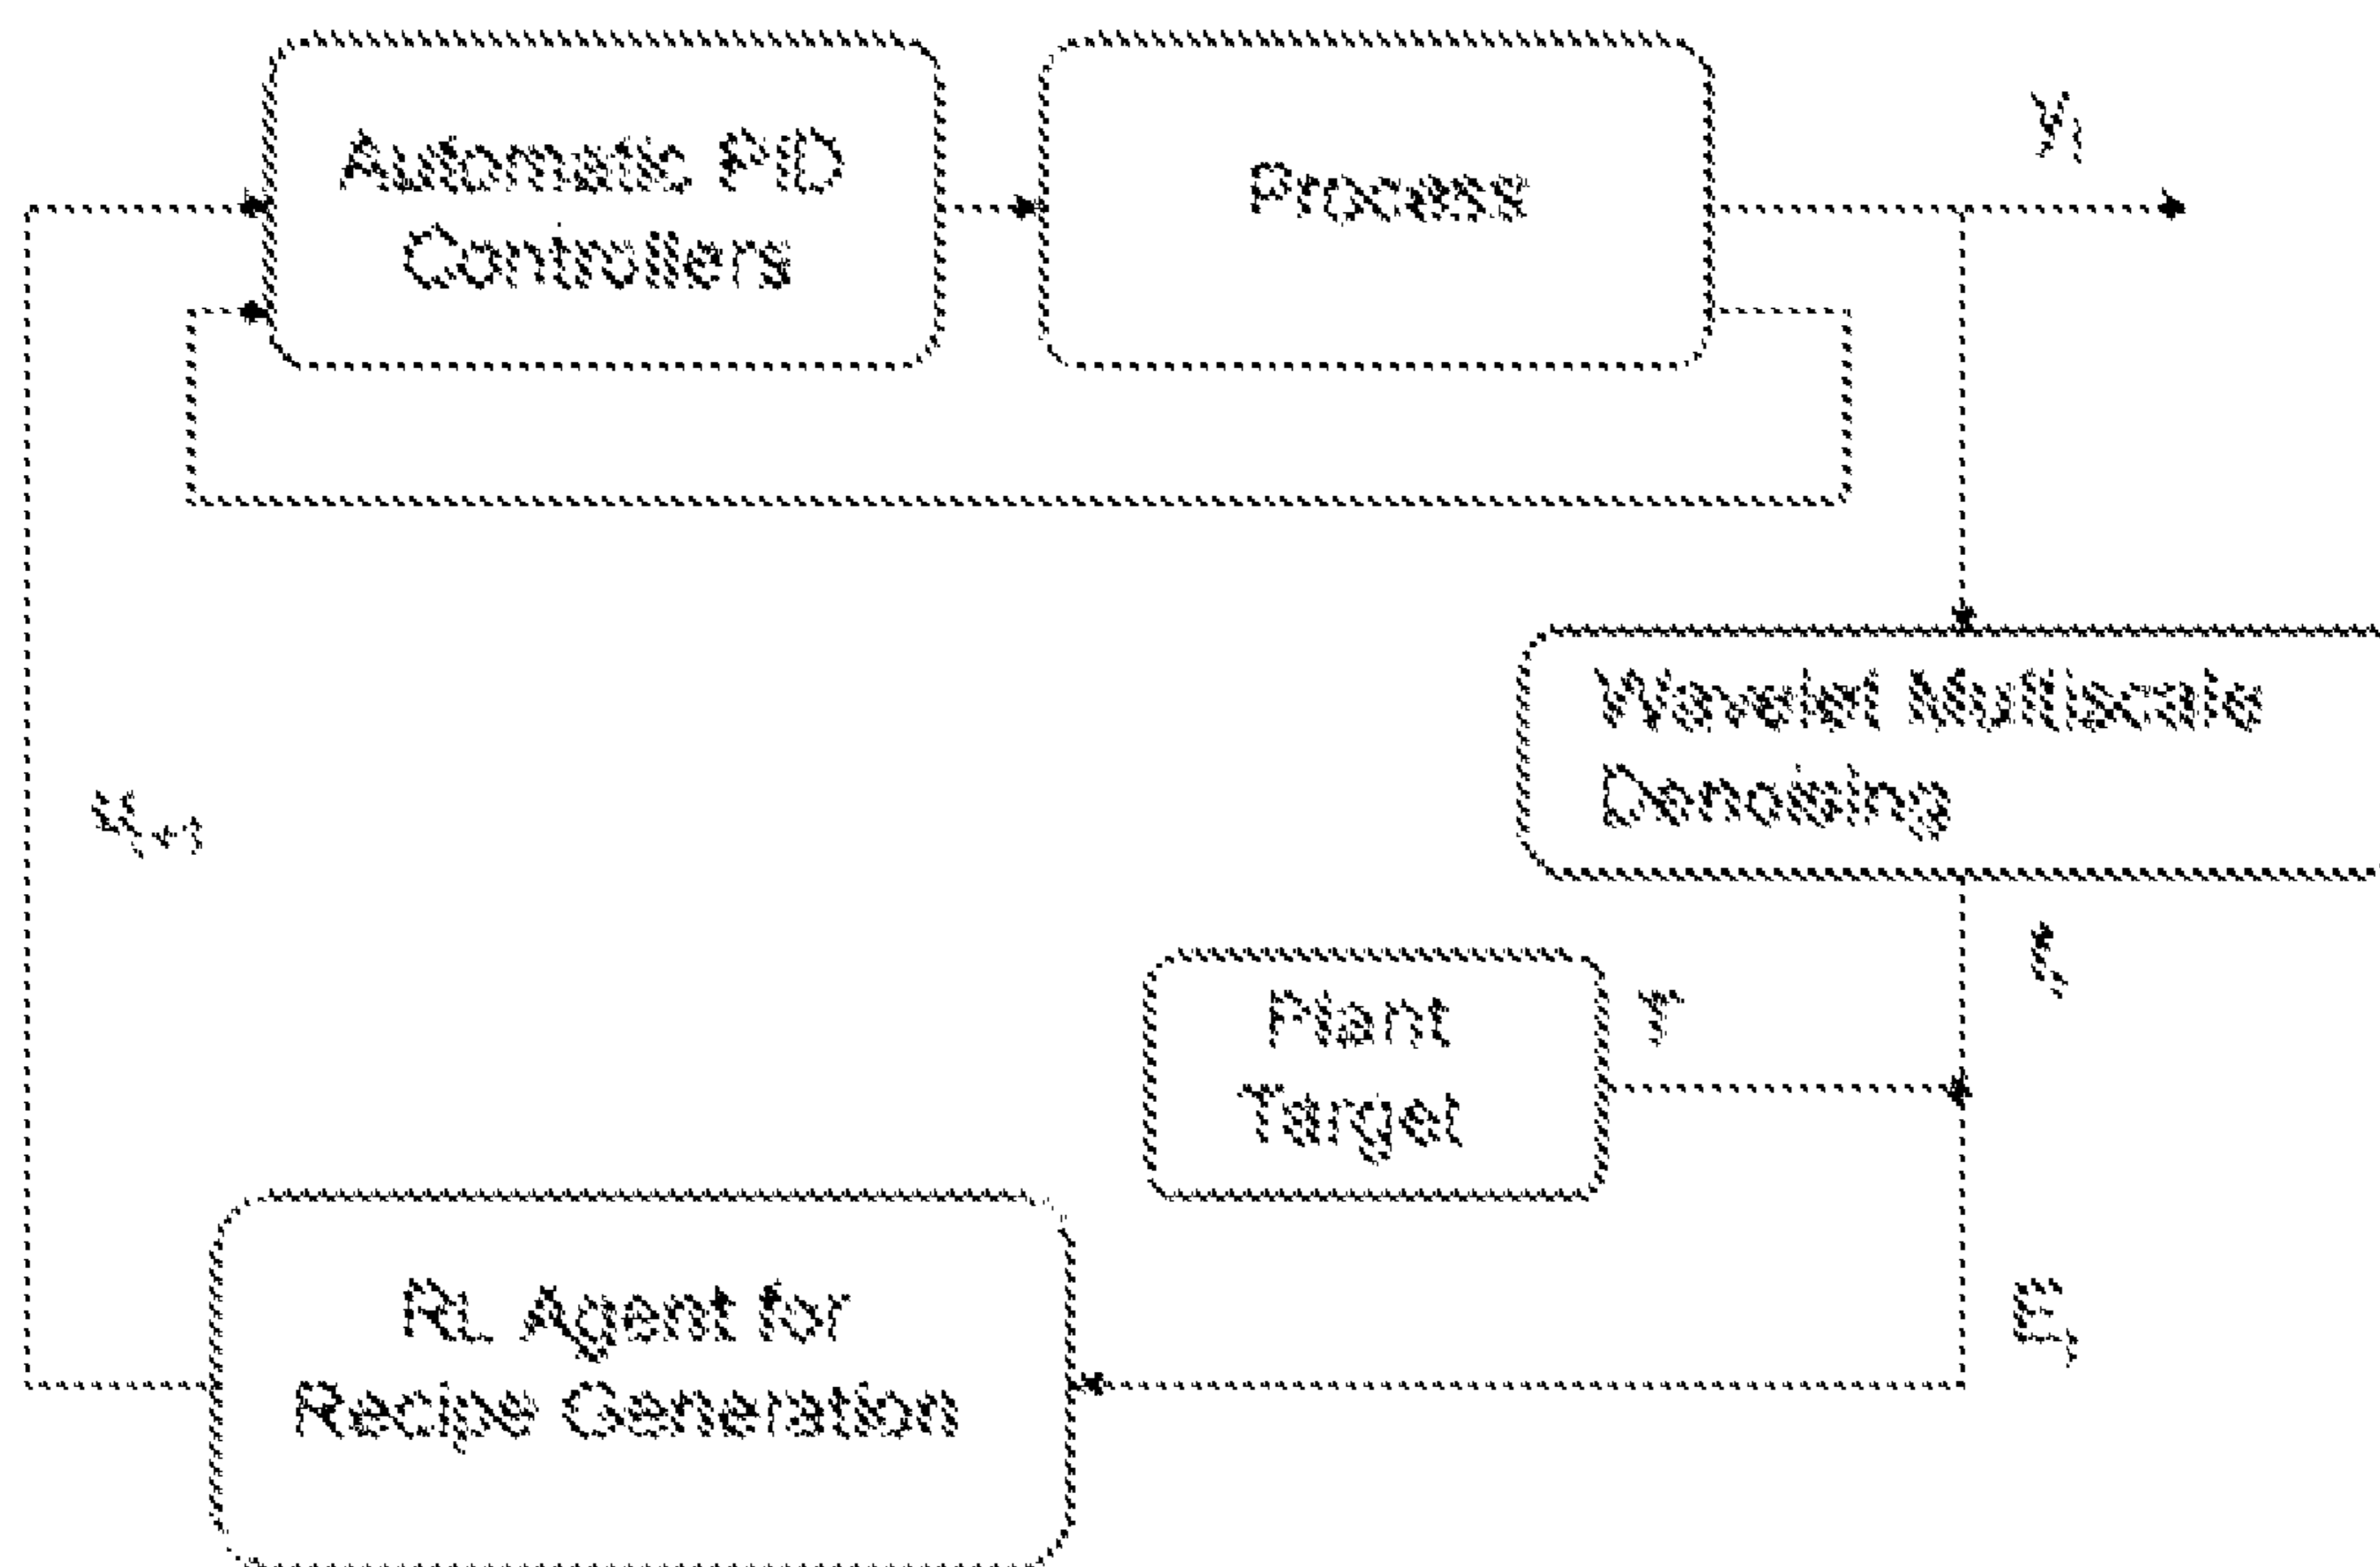 Automatic PID
Controllers
Process
Wavelet Multiscale
Denoising
Plant
Target
T
RL Agent for
Recipe Generation